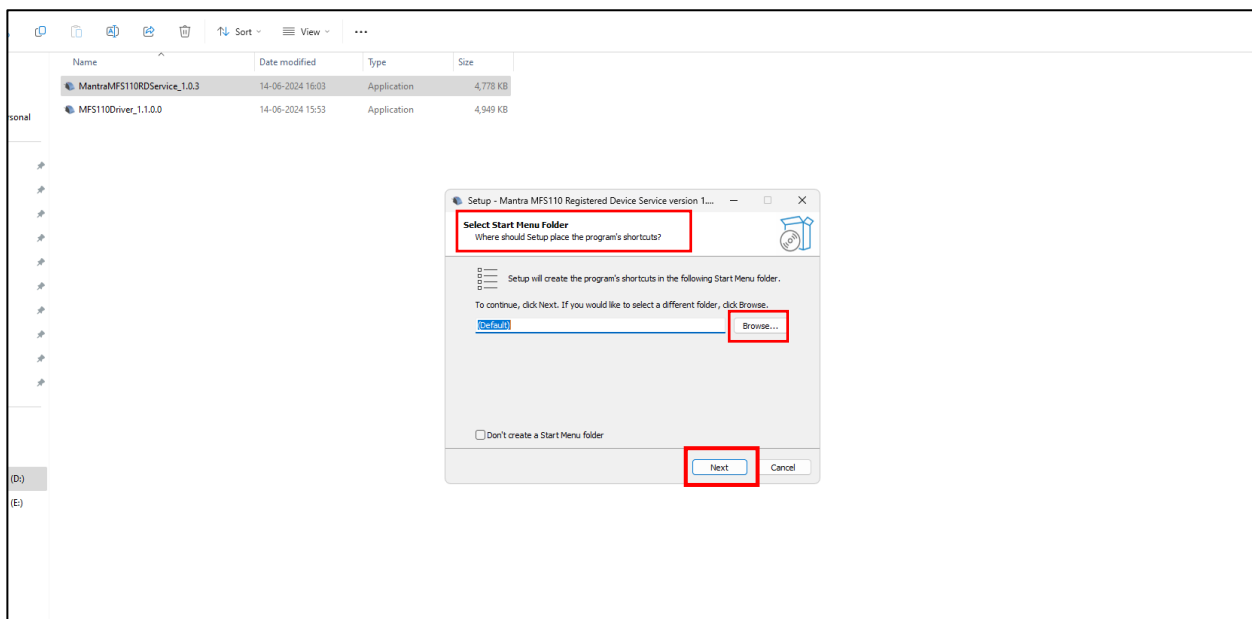 Sort View ...
Name Date modified Type Size
MantraMFS110RDService_1.0.3 14-06-2024 16:03 Application 4,778 KB
MFS110Driver_1.1.0.0 14-06-2024 15:53 Application 4,949 KB
rsonal
Setup - Mantra MFS110 Registered Device Service version 1....
Select Start Menu Folder
Where should Setup place the program's shortcuts?
Setup will create the program's shortcuts in the following Start Menu folder.
To continue, click Next. If you would like to select a different folder, click Browse.
(Default) Browse...
Don't create a Start Menu folder
Next Cancel
(D:)
(E:)